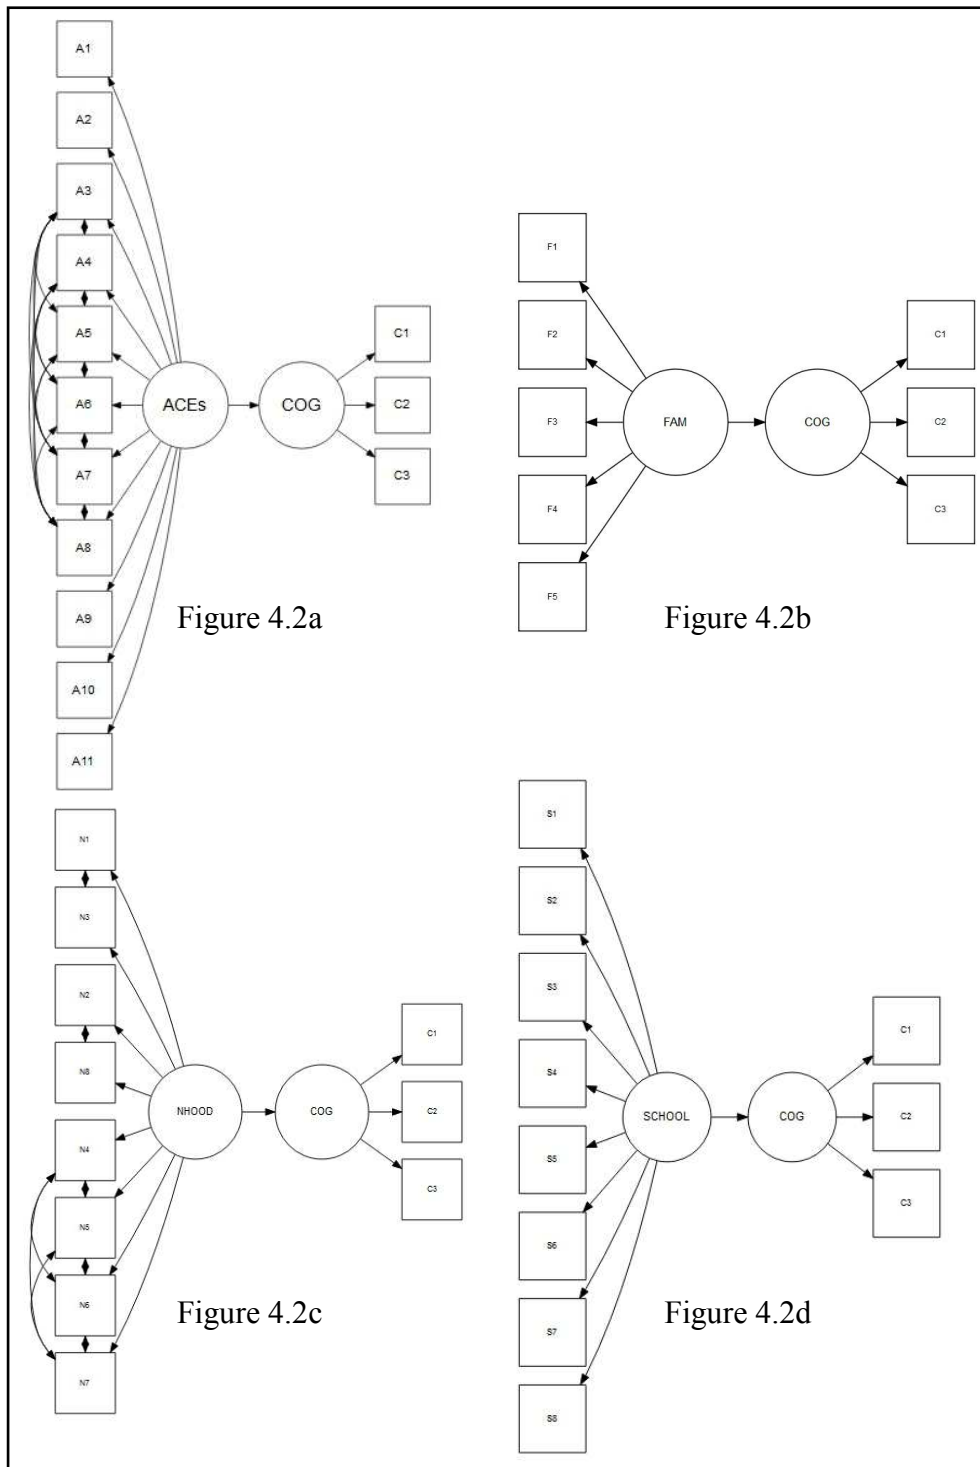 A1
A2
A3
A4
A5
A6
A7
A8
A9
A10
A11
ACEs
COG
C1
C2
C3
Figure 4.2a
F1
F2
F3
F4
F5
FAM
COG
C1
C2
C3
Figure 4.2b
N1
N3
N2
N8
N4
N5
N6
N7
NHOOD
COG
C1
C2
C3
Figure 4.2c
S1
S2
S3
S4
S5
S6
S7
S8
SCHOOL
COG
C1
C2
C3
Figure 4.2d